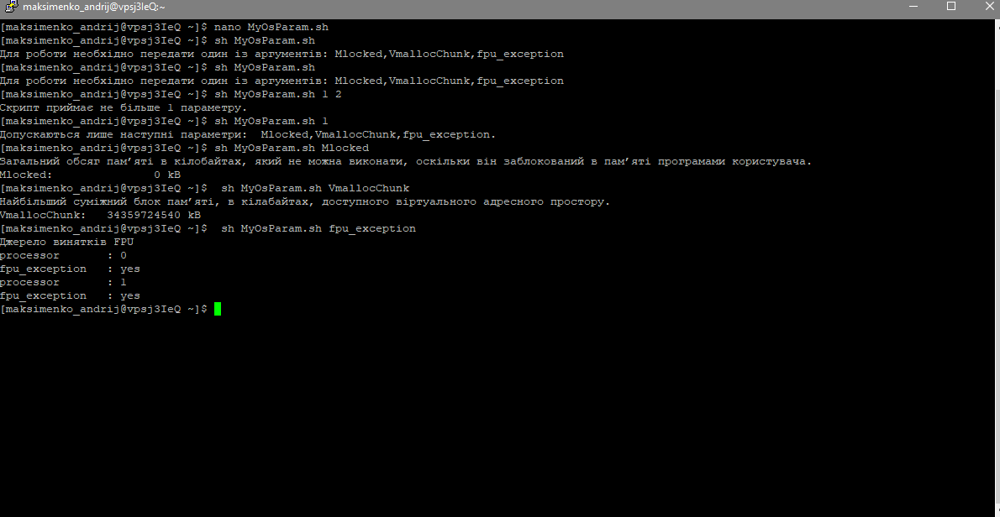 maksimenko_andrij@vpsj3IeQ:~
[maksimenko_andrij@vpsj3IeQ ~]$ nano MyOsParam.sh
[maksimenko_andrij@vpsj3IeQ ~]$ sh MyOsParam.sh
Для роботи необхідно передати один із аргументів: Mlocked,VmallocChunk,fpu_exception
[maksimenko_andrij@vpsj3IeQ ~]$ sh MyOsParam.sh
Для роботи необхідно передати один із аргументів: Mlocked,VmallocChunk,fpu_exception
[maksimenko_andrij@vpsj3IeQ ~]$ sh MyOsParam.sh 1 2
Скрипт приймає не більше 1 параметру.
[maksimenko_andrij@vpsj3IeQ ~]$ sh MyOsParam.sh 1
Допускаються лише наступні параметри:  Mlocked,VmallocChunk,fpu_exception.
[maksimenko_andrij@vpsj3IeQ ~]$ sh MyOsParam.sh Mlocked
Загальний обсяг пам’яті в кілобайтах, який не можна виконати, оскільки він заблокований в пам’яті програмами користувача.
Mlocked:               0 kB
[maksimenko_andrij@vpsj3IeQ ~]$  sh MyOsParam.sh VmallocChunk
Найбільший суміжний блок пам’яті, в кілабайтах, доступного віртуального адресного простору.
VmallocChunk:   34359724540 kB
[maksimenko_andrij@vpsj3IeQ ~]$  sh MyOsParam.sh fpu_exception
Джерело винятків FPU
processor       : 0
fpu_exception   : yes
processor       : 1
fpu_exception   : yes
[maksimenko_andrij@vpsj3IeQ ~]$